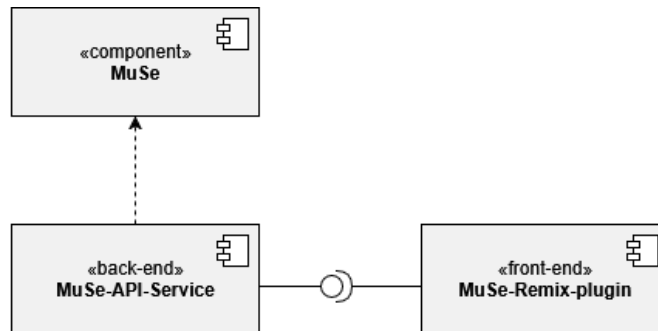 «component»
MuSe
«back-end»
MuSe-API-Service
«front-end»
MuSe-Remix-plugin